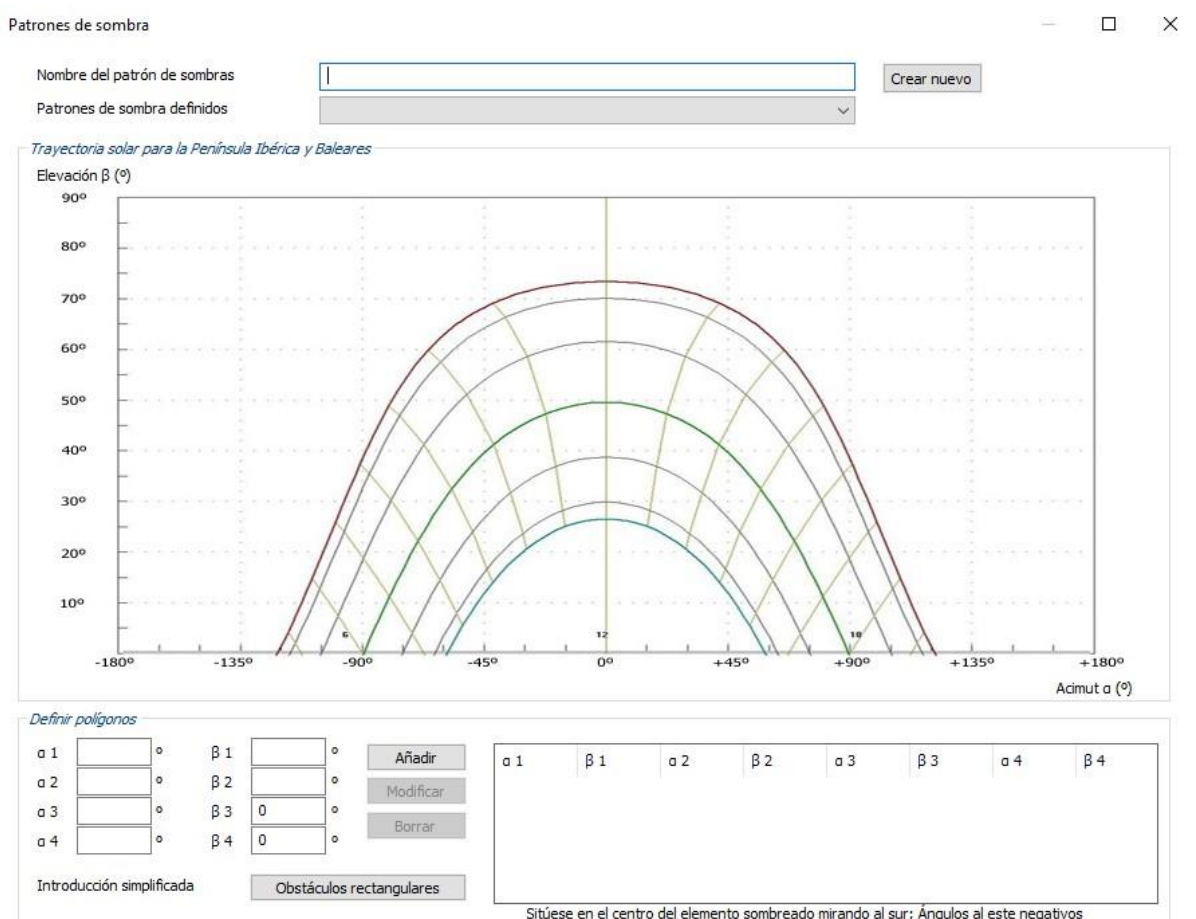 Patrones de sombra
Nombre del patrón de sombras
Crear nuevo
Patrones de sombra definidos
Trayectoria solar para la Península Ibérica y Baleares
Elevación β (º)
90º
80º
70º
60º
50º
40º
30º
20º
10º
6 12 18
-180º -135º -90º -45º 0º +45º +90º +135º +180º
Acimut α (º)
Definir polígonos
α 1 º β 1 º Añadir
α 2 º β 2 º Modificar
α 3 º β 3 0 º Borrar
α 4 º β 4 0 º
α 1 β 1 α 2 β 2 α 3 β 3 α 4 β 4
Introducción simplificada Obstáculos rectangulares
Sitúese en el centro del elemento sombreado mirando al sur; Ángulos al este negativos